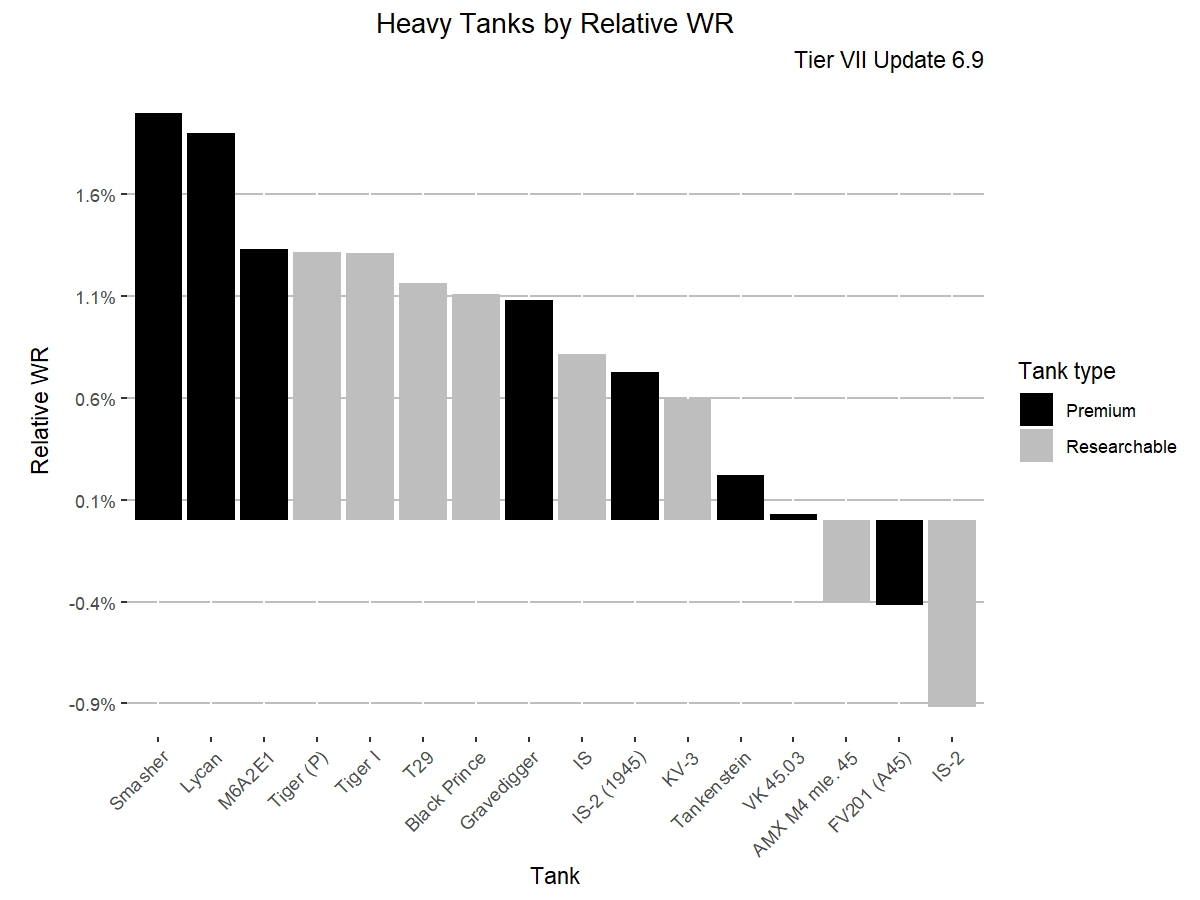 Heavy Tanks by Relative WR
Tier VII Update 6.9
Relative WR
1.6%
1.1%
0.6%
0.1%
-0.4%
-0.9%
Smasher
Lycan
M6A2E1
Tiger (P)
Tiger I
T29
Black Prince
Gravedigger
IS
IS-2 (1945)
KV-3
Tankenstein
VK 45.03
AMX M4 mle. 45
FV201 (A45)
IS-2
Tank
Tank type
Premium
Researchable